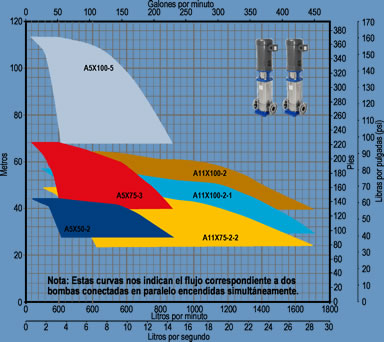 Galones por minuto
0 50 100 150 200 250 300 350 400 450
Metros
120
100
80
60
40
20
0
Pies
380
360
340
320
300
280
260
240
220
200
180
160
140
120
100
80
60
40
20
0
Libras por pulgadas (psi)
170
160
150
140
130
120
110
100
90
80
70
60
50
40
30
20
10
0
A5X100-5
A11X100-2
A5X75-3
A11X100-2-1
A5X50-2
A11X75-2-2
Nota: Estas curvas nos indican el flujo correspondiente a dos
bombas conectadas en paralelo encendidas simultáneamente.
0 200 400 600 800 1000 1200 1400 1600 1800
Litros por minuto
0 2 4 6 8 10 12 14 16 18 20 22 24 26 28 30
Litros por segundo